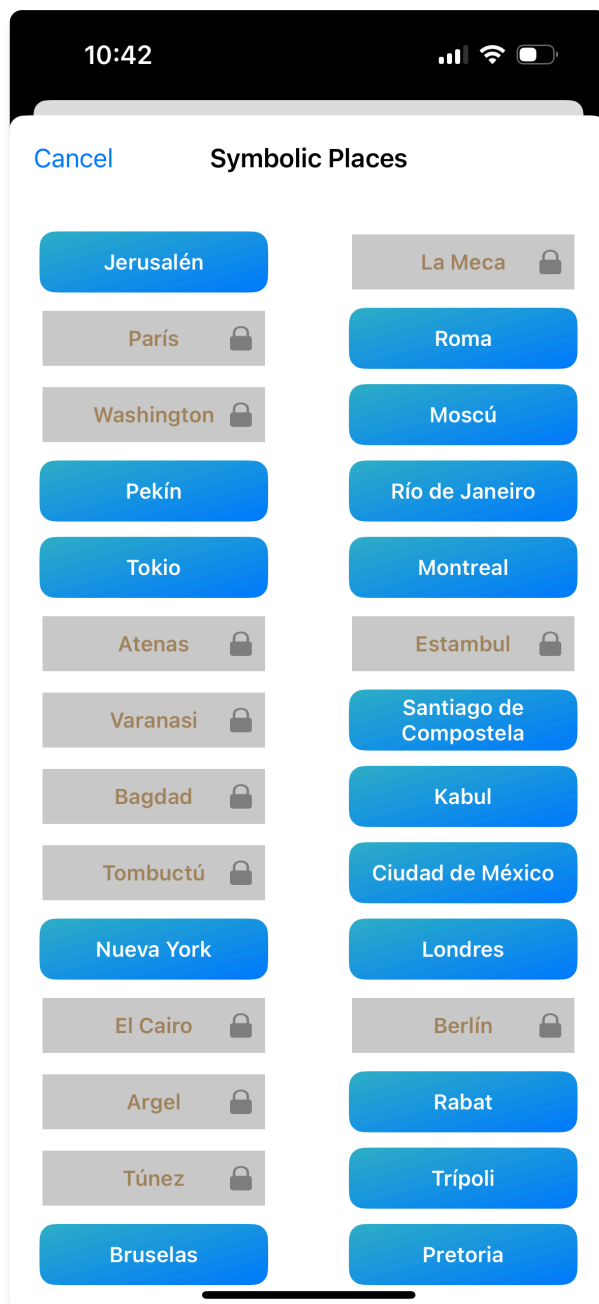 10:42
Cancel
Symbolic Places
Jerusalén
La Meca
París
Roma
Washington
Moscú
Pekín
Río de Janeiro
Tokio
Montreal
Atenas
Estambul
Varanasi
Santiago de
Compostela
Bagdad
Kabul
Tombuctú
Ciudad de México
Nueva York
Londres
El Cairo
Berlín
Argel
Rabat
Túnez
Trípoli
Bruselas
Pretoria